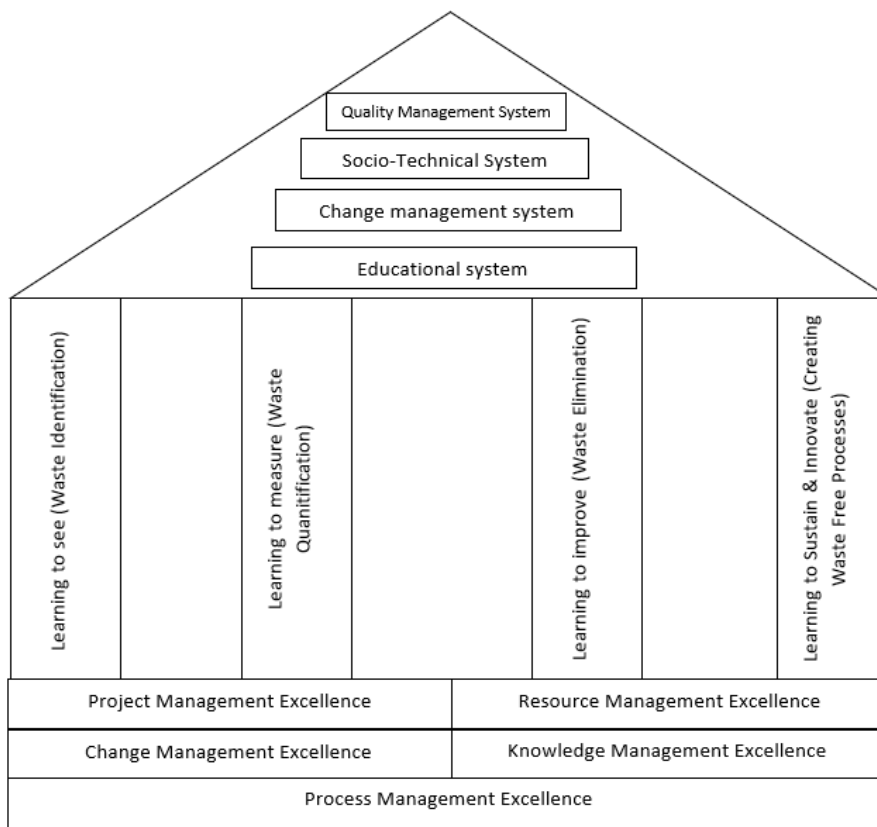 Quality Management System
Socio-Technical System
Change management system
Educational system
Learning to see (Waste Identification)
Learning to measure (Waste
Quanitification)
Learning to improve (Waste Elimination)
Learning to Sustain & Innovate (Creating
Waste Free Processes)
Project Management Excellence
Resource Management Excellence
Change Management Excellence
Knowledge Management Excellence
Process Management Excellence